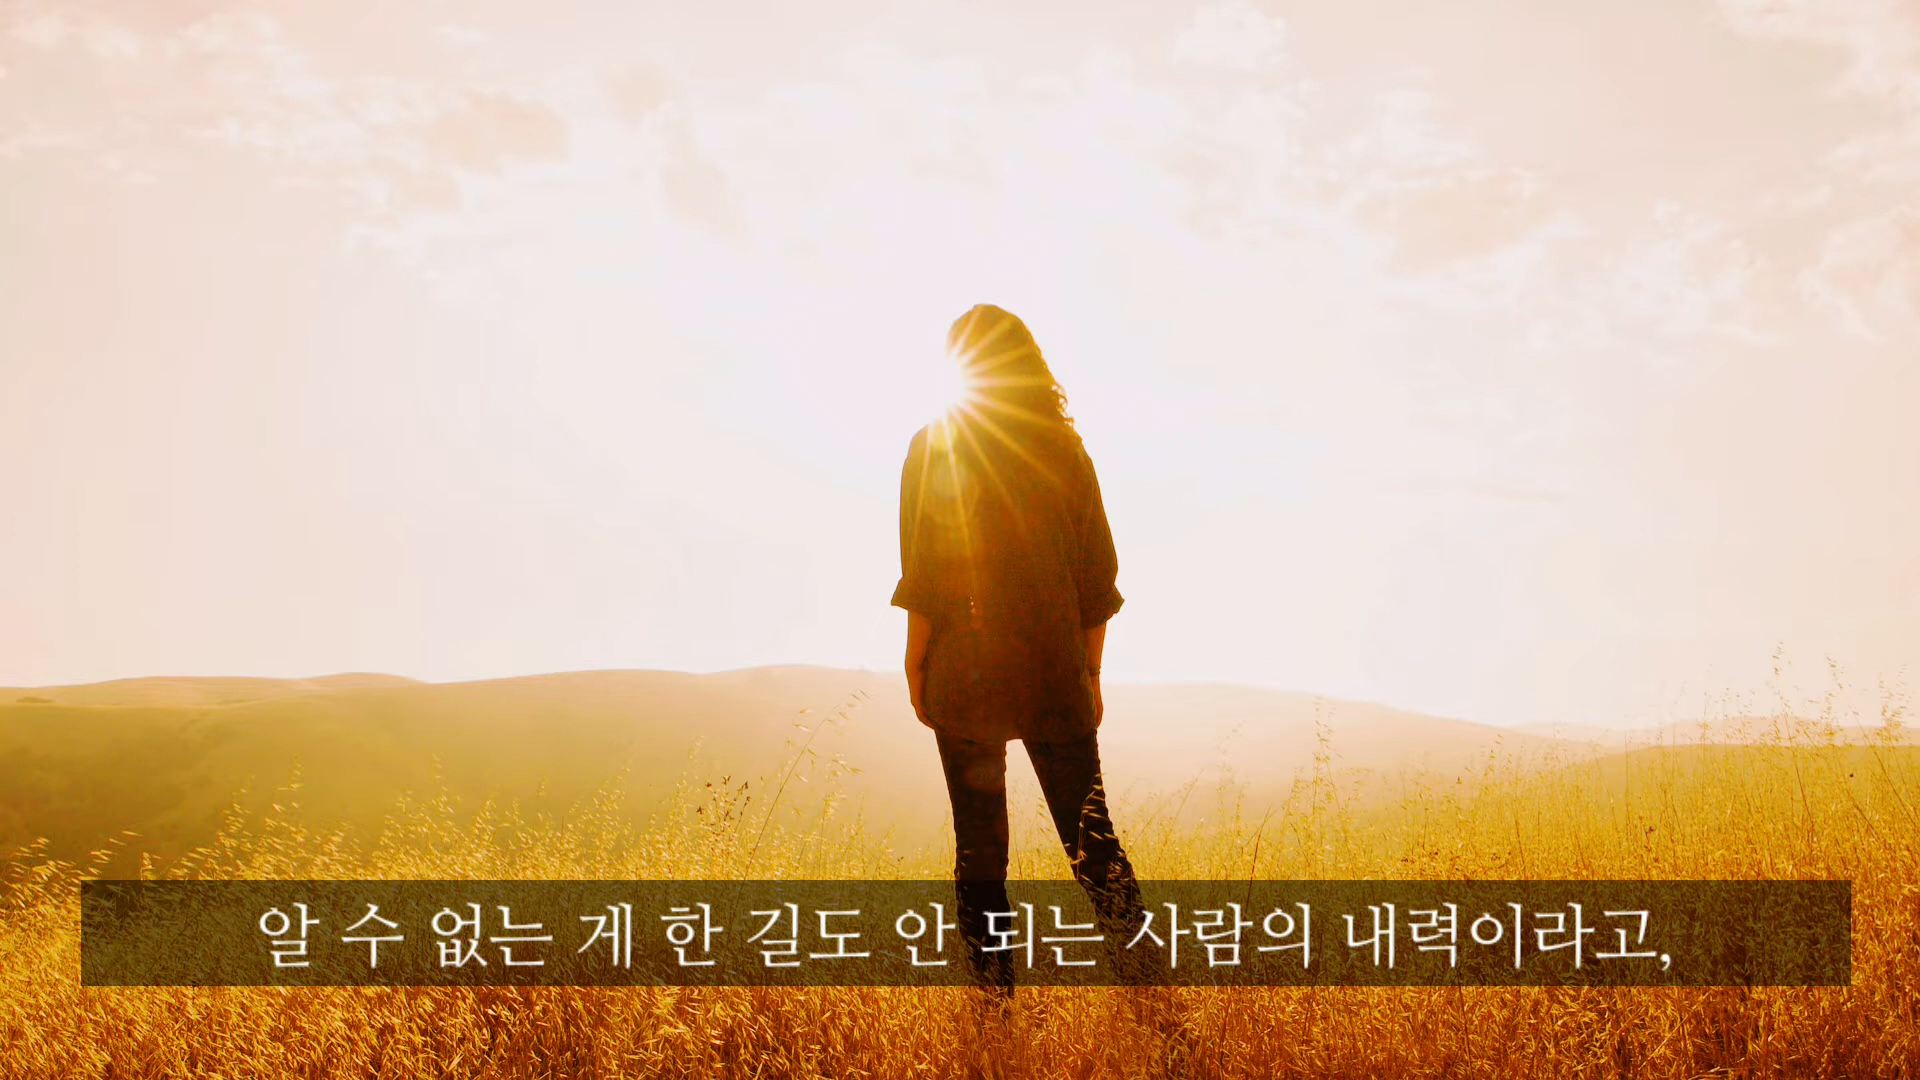 알 수 없는 게 한 길도 안 되는 사람의 내력이라고,